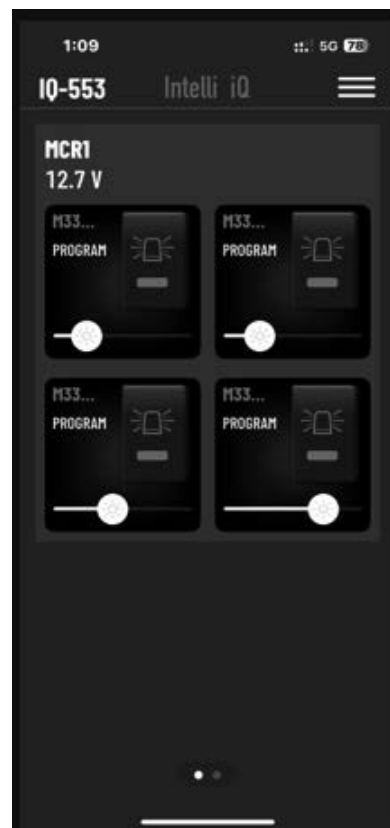 1:09 5G 78
IQ-553 Intelli iQ
MCR1
12.7 V
M33... M33...
PROGRAM PROGRAM
M33... M33...
PROGRAM PROGRAM